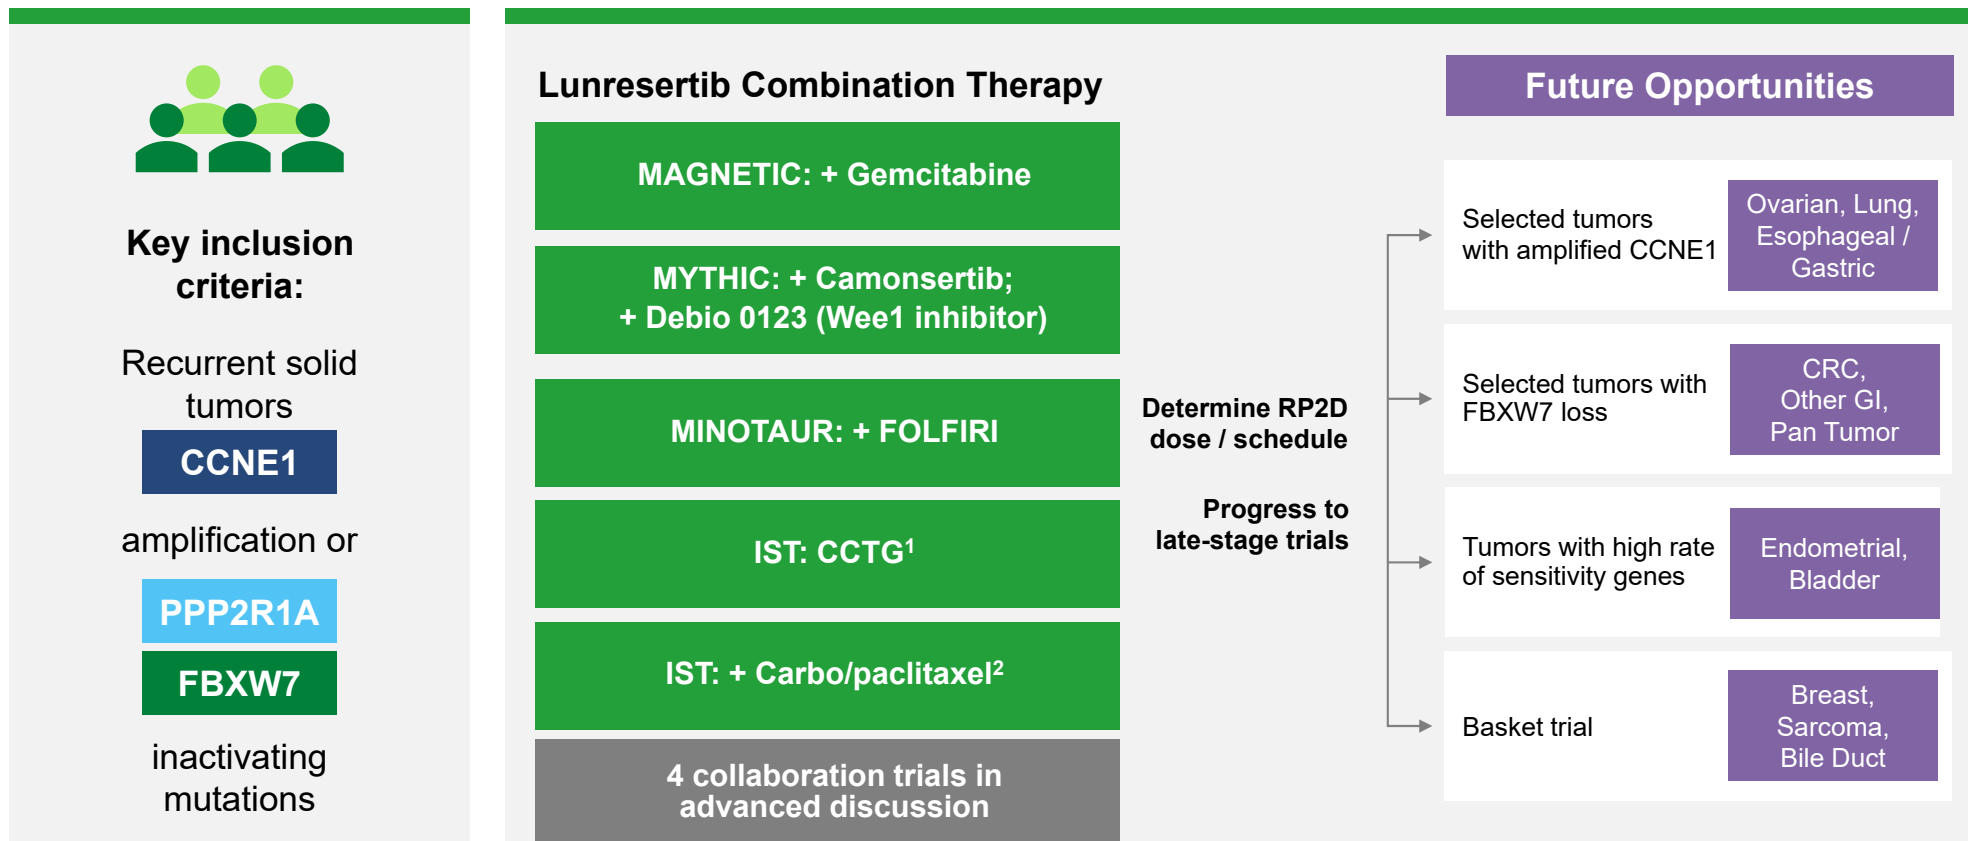 Key inclusion
criteria:
Recurrent solid
tumors
CCNE1
amplification or
PPP2R1A
FBXW7
inactivating
mutations
Lunresertib Combination Therapy
MAGNETIC: + Gemcitabine
MYTHIC: + Camonsertib;
+ Debio 0123 (Wee1 inhibitor)
MINOTAUR: + FOLFIRI
IST: CCTG¹
IST: + Carbo/paclitaxel²
4 collaboration trials in
advanced discussion
Determine RP2D
dose / schedule
Progress to
late-stage trials
Future Opportunities
Selected tumors
with amplified CCNE1
Ovarian, Lung,
Esophageal /
Gastric
Selected tumors with
FBXW7 loss
CRC,
Other GI,
Pan Tumor
Tumors with high rate
of sensitivity genes
Endometrial,
Bladder
Basket trial
Breast,
Sarcoma,
Bile Duct